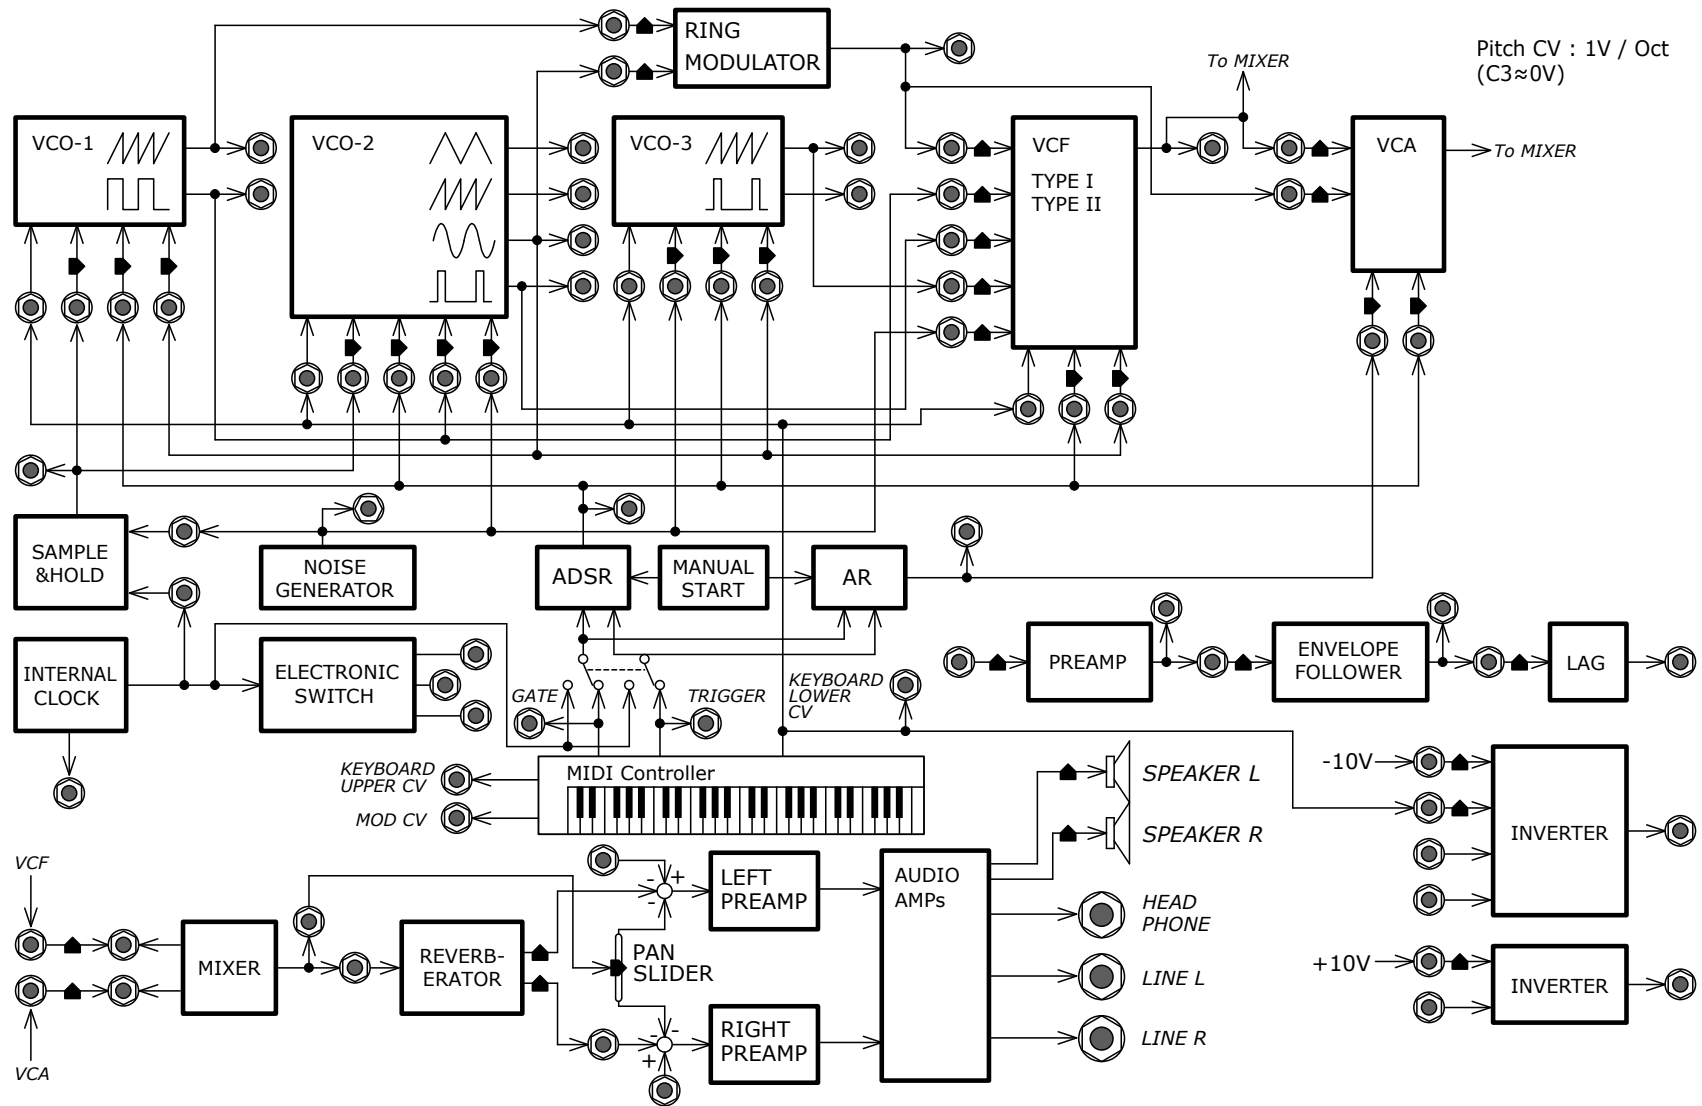 RING
MODULATOR
To MIXER
Pitch CV : 1V / Oct
(C3≈0V)
VCO-1
VCO-2
VCO-3
VCF
TYPE I
TYPE II
VCA
To MIXER
SAMPLE
&HOLD
NOISE
GENERATOR
ADSR
MANUAL
START
AR
INTERNAL
CLOCK
ELECTRONIC
SWITCH
GATE
TRIGGER
KEYBOARD
LOWER
CV
PREAMP
ENVELOPE
FOLLOWER
LAG
KEYBOARD
UPPER CV
MOD CV
MIDI Controller
SPEAKER L
SPEAKER R
-10V
INVERTER
VCF
MIXER
REVERB-
ERATOR
PAN
SLIDER
-
+
-
LEFT
PREAMP
AUDIO
AMPs
HEAD
PHONE
LINE L
LINE R
+10V
INVERTER
VCA
-
-
+
RIGHT
PREAMP